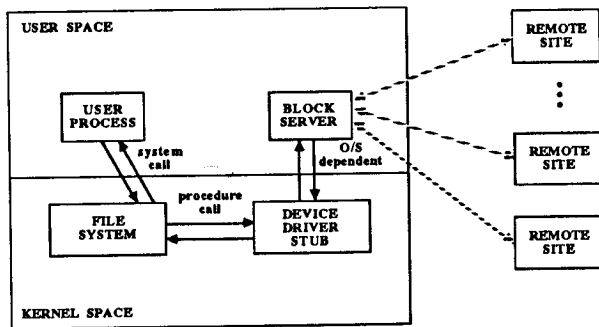 USER SPACE
REMOTE
SITE
USER
PROCESS
BLOCK
SERVER
system
call
O/S
dependent
REMOTE
SITE
procedure
call
FILE
SYSTEM
DEVICE
DRIVER
STUB
REMOTE
SITE
KERNEL SPACE